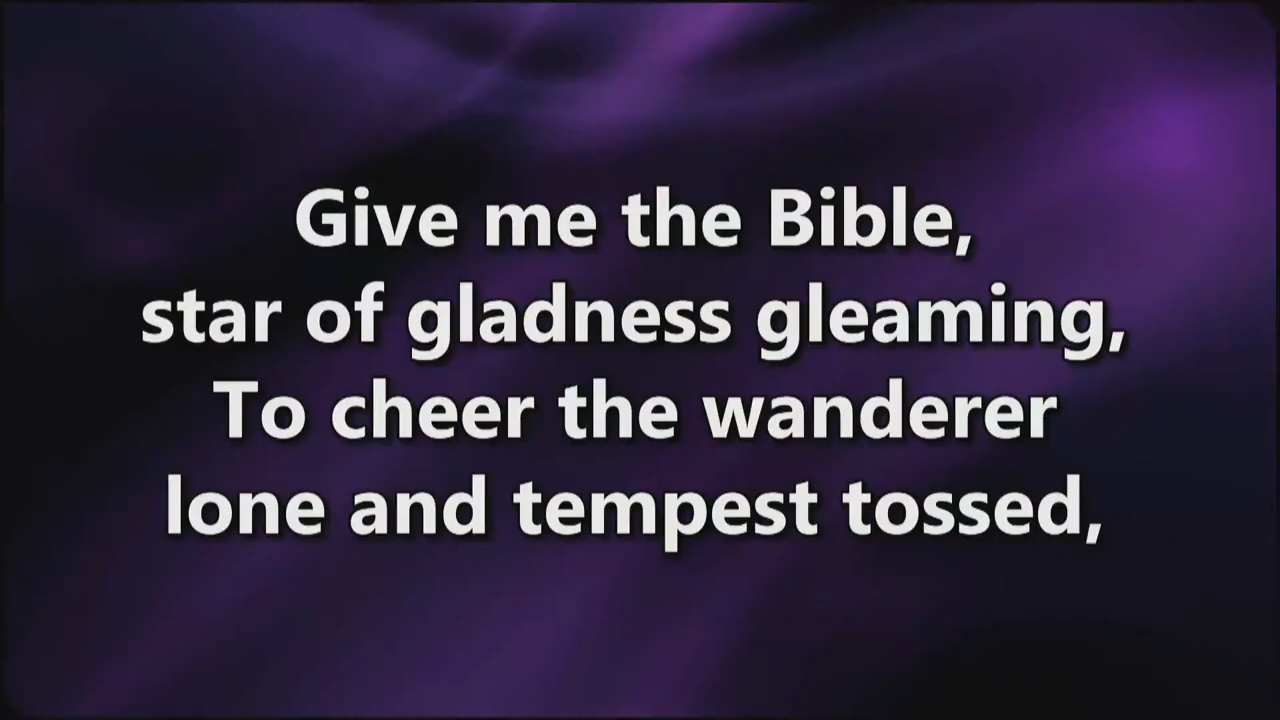 Give me the Bible,
star of gladness gleaming,
To cheer the wanderer
lone and tempest tossed,